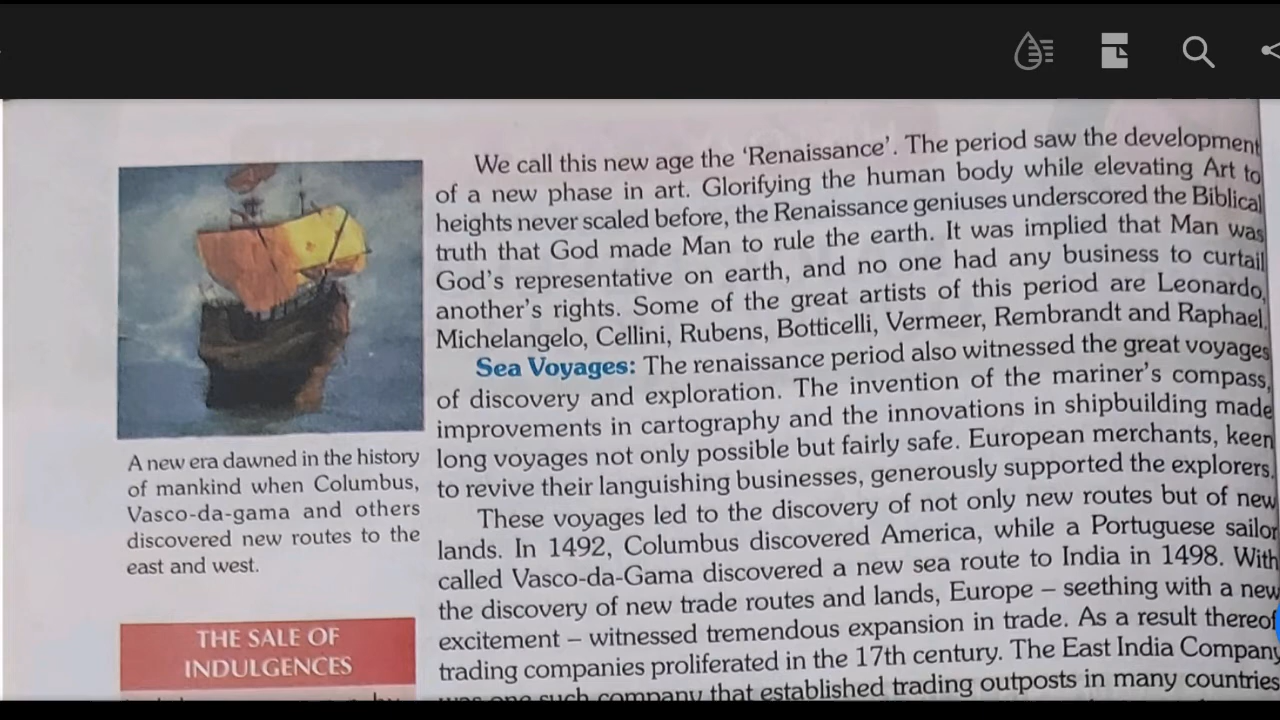 We call this new age the ‘Renaissance’. The period saw the development
of a new phase in art. Glorifying the human body while elevating Art to
heights never scaled before, the Renaissance geniuses underscored the Biblical
truth that God made Man to rule the earth. It was implied that Man was
God’s representative on earth, and no one had any business to curtail
another’s rights. Some of the great artists of this period are Leonardo,
Michelangelo, Cellini, Rubens, Botticelli, Vermeer, Rembrandt and Raphael.
Sea Voyages: The renaissance period also witnessed the great voyages
of discovery and exploration. The invention of the mariner’s compass,
improvements in cartography and the innovations in shipbuilding made
long voyages not only possible but fairly safe. European merchants, keen
to revive their languishing businesses, generously supported the explorers.
These voyages led to the discovery of not only new routes but of new
lands. In 1492, Columbus discovered America, while a Portuguese sailor
called Vasco-da-Gama discovered a new sea route to India in 1498. With
the discovery of new trade routes and lands, Europe – seething with a new
excitement – witnessed tremendous expansion in trade. As a result thereof
trading companies proliferated in the 17th century. The East India Company
was one such company that established trading outposts in many countries
A new era dawned in the history
of mankind when Columbus,
Vasco-da-gama and others
discovered new routes to the
east and west.
THE SALE OF
INDULGENCES